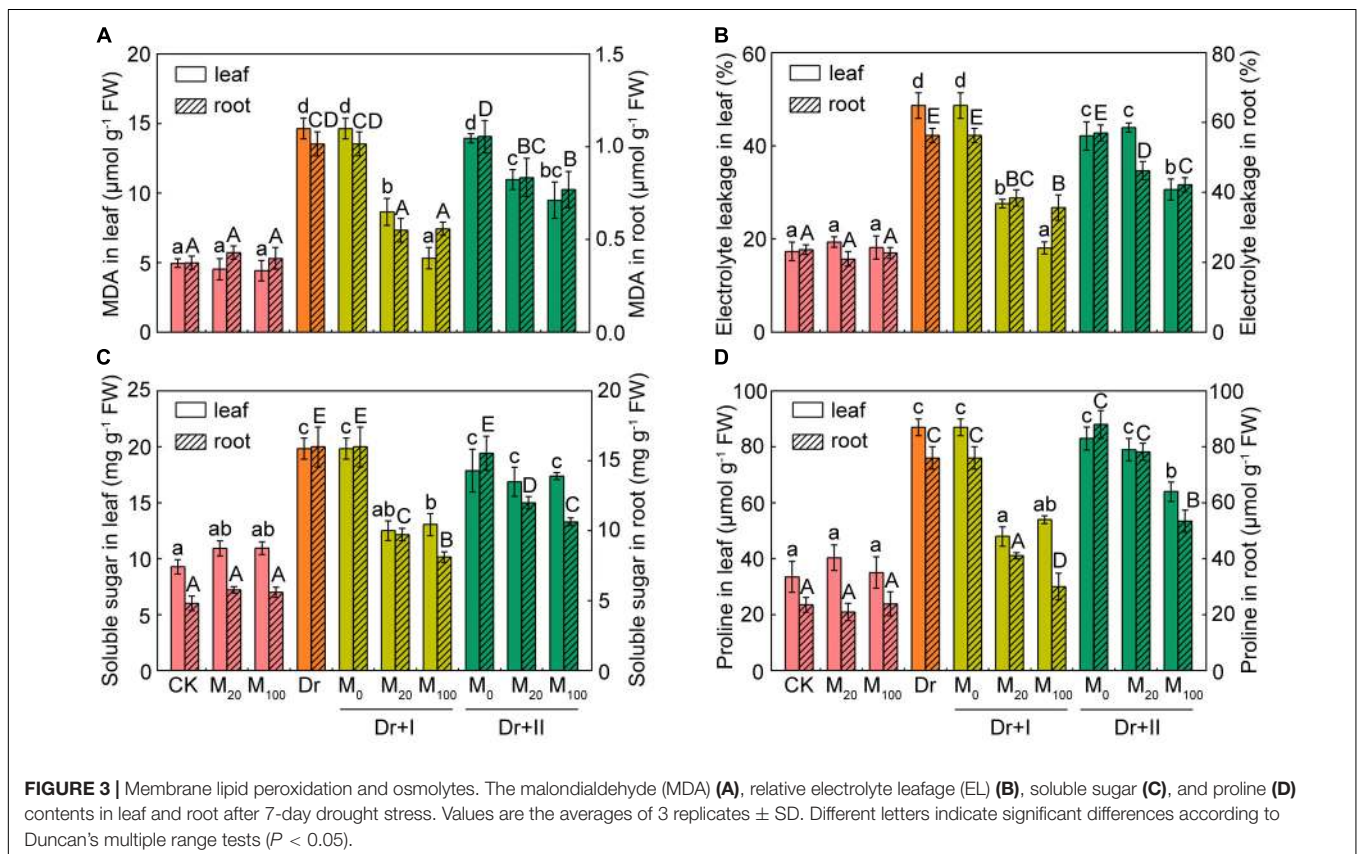 A
MDA in leaf (µmol g⁻¹ FW)
20
15
10
5
0
leaf
root
a A a A a A d CD d CD b A a A d D c BC bc B
1.5
1.0
0.5
0.0
MDA in root (µmol g⁻¹ FW)
B
Electrolyte leakage in leaf (%)
60
40
20
0
leaf
root
a A a A a A d E d E b BC a B c E c D b C
80
60
40
20
0
Electrolyte leakage in root (%)
C
Soluble sugar in leaf (mg g⁻¹ FW)
25
20
15
10
5
0
leaf
root
a A ab A ab A c E c E ab C b B c E c D c C
20
15
10
5
0
Soluble sugar in root (mg g⁻¹ FW)
CK M₂₀ M₁₀₀ Dr M₀ M₂₀ M₁₀₀ M₀ M₂₀ M₁₀₀
Dr+I Dr+II
D
Proline in leaf (µmol g⁻¹ FW)
100
80
60
40
20
0
leaf
root
a A a A a A c C c C a A ab D c C c C b B
100
80
60
40
20
0
Proline in root (µmol g⁻¹ FW)
CK M₂₀ M₁₀₀ Dr M₀ M₂₀ M₁₀₀ M₀ M₂₀ M₁₀₀
Dr+I Dr+II
FIGURE 3 | Membrane lipid peroxidation and osmolytes. The malondialdehyde (MDA) (A), relative electrolyte leafage (EL) (B), soluble sugar (C), and proline (D)
contents in leaf and root after 7-day drought stress. Values are the averages of 3 replicates ± SD. Different letters indicate significant differences according to
Duncan's multiple range tests (P < 0.05).